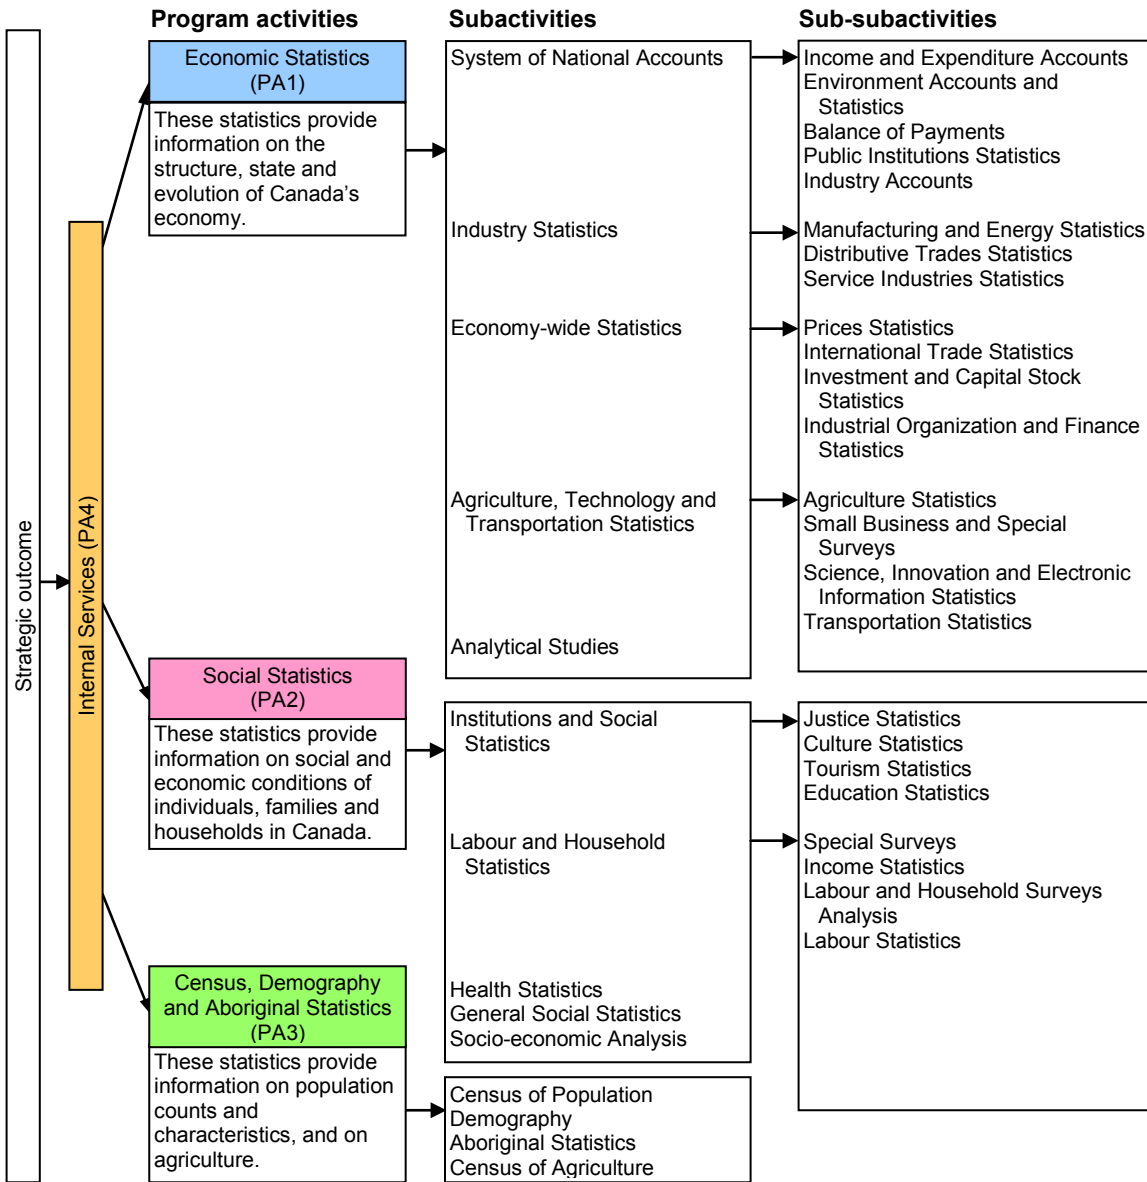 Program activities
Subactivities
Sub-subactivities
Strategic outcome
Internal Services (PA4)
Economic Statistics
(PA1)
These statistics provide
information on the
structure, state and
evolution of Canada's
economy.
System of National Accounts
Income and Expenditure Accounts
Environment Accounts and
Statistics
Balance of Payments
Public Institutions Statistics
Industry Accounts
Industry Statistics
Manufacturing and Energy Statistics
Distributive Trades Statistics
Service Industries Statistics
Economy-wide Statistics
Prices Statistics
International Trade Statistics
Investment and Capital Stock
Statistics
Industrial Organization and Finance
Statistics
Agriculture, Technology and
Transportation Statistics
Agriculture Statistics
Small Business and Special
Surveys
Science, Innovation and Electronic
Information Statistics
Transportation Statistics
Analytical Studies
Social Statistics
(PA2)
These statistics provide
information on social and
economic conditions of
individuals, families and
households in Canada.
Institutions and Social
Statistics
Justice Statistics
Culture Statistics
Tourism Statistics
Education Statistics
Labour and Household
Statistics
Special Surveys
Income Statistics
Labour and Household Surveys
Analysis
Labour Statistics
Health Statistics
General Social Statistics
Socio-economic Analysis
Census, Demography
and Aboriginal Statistics
(PA3)
These statistics provide
information on population
counts and
characteristics, and on
agriculture.
Census of Population
Demography
Aboriginal Statistics
Census of Agriculture